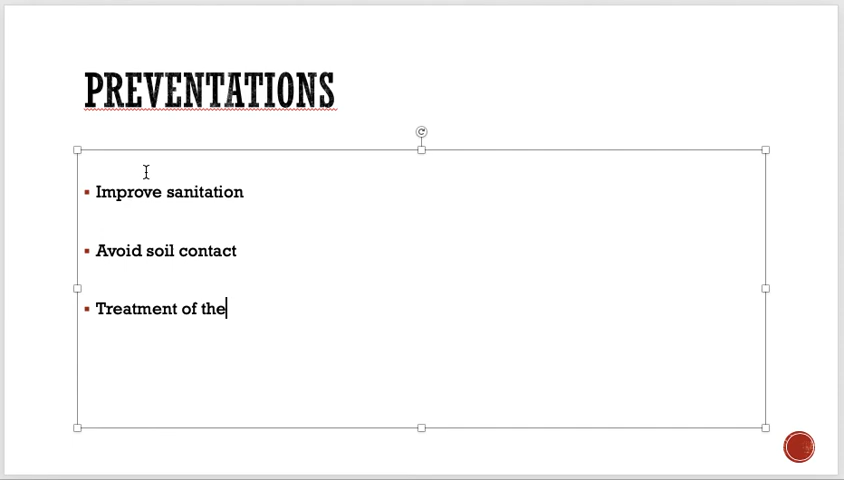 PREVENTATIONS
Improve sanitation
Avoid soil contact
Treatment of the